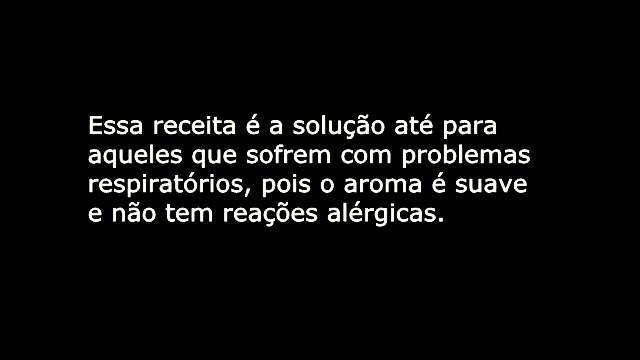 Essa receita é a solução até para
aqueles que sofrem com problemas
respiratórios, pois o aroma é suave
e não tem reações alérgicas.